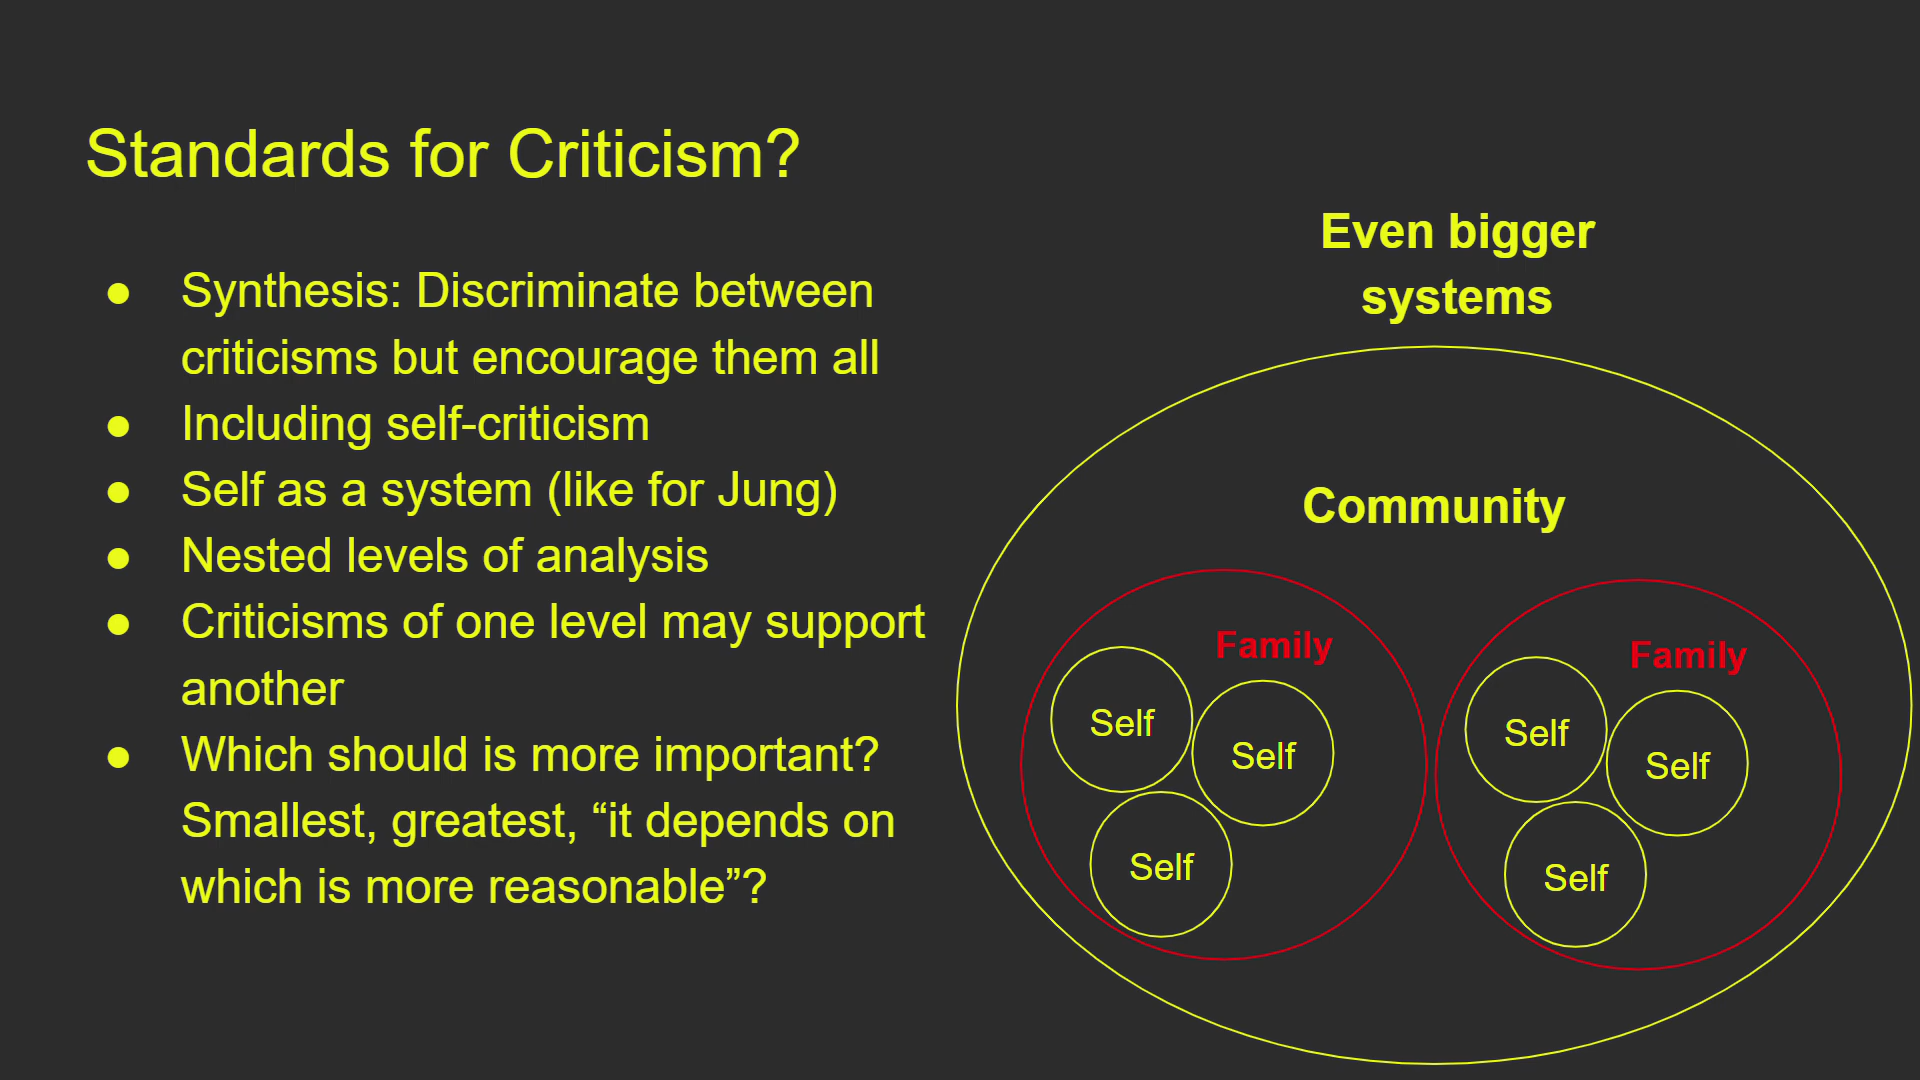 Standards for Criticism?
● Synthesis: Discriminate between
criticisms but encourage them all
● Including self-criticism
● Self as a system (like for Jung)
● Nested levels of analysis
● Criticisms of one level may support
another
● Which should is more important?
Smallest, greatest, “it depends on
which is more reasonable”?
Even bigger
systems
Community
Family
Self
Self
Self
Family
Self
Self
Self